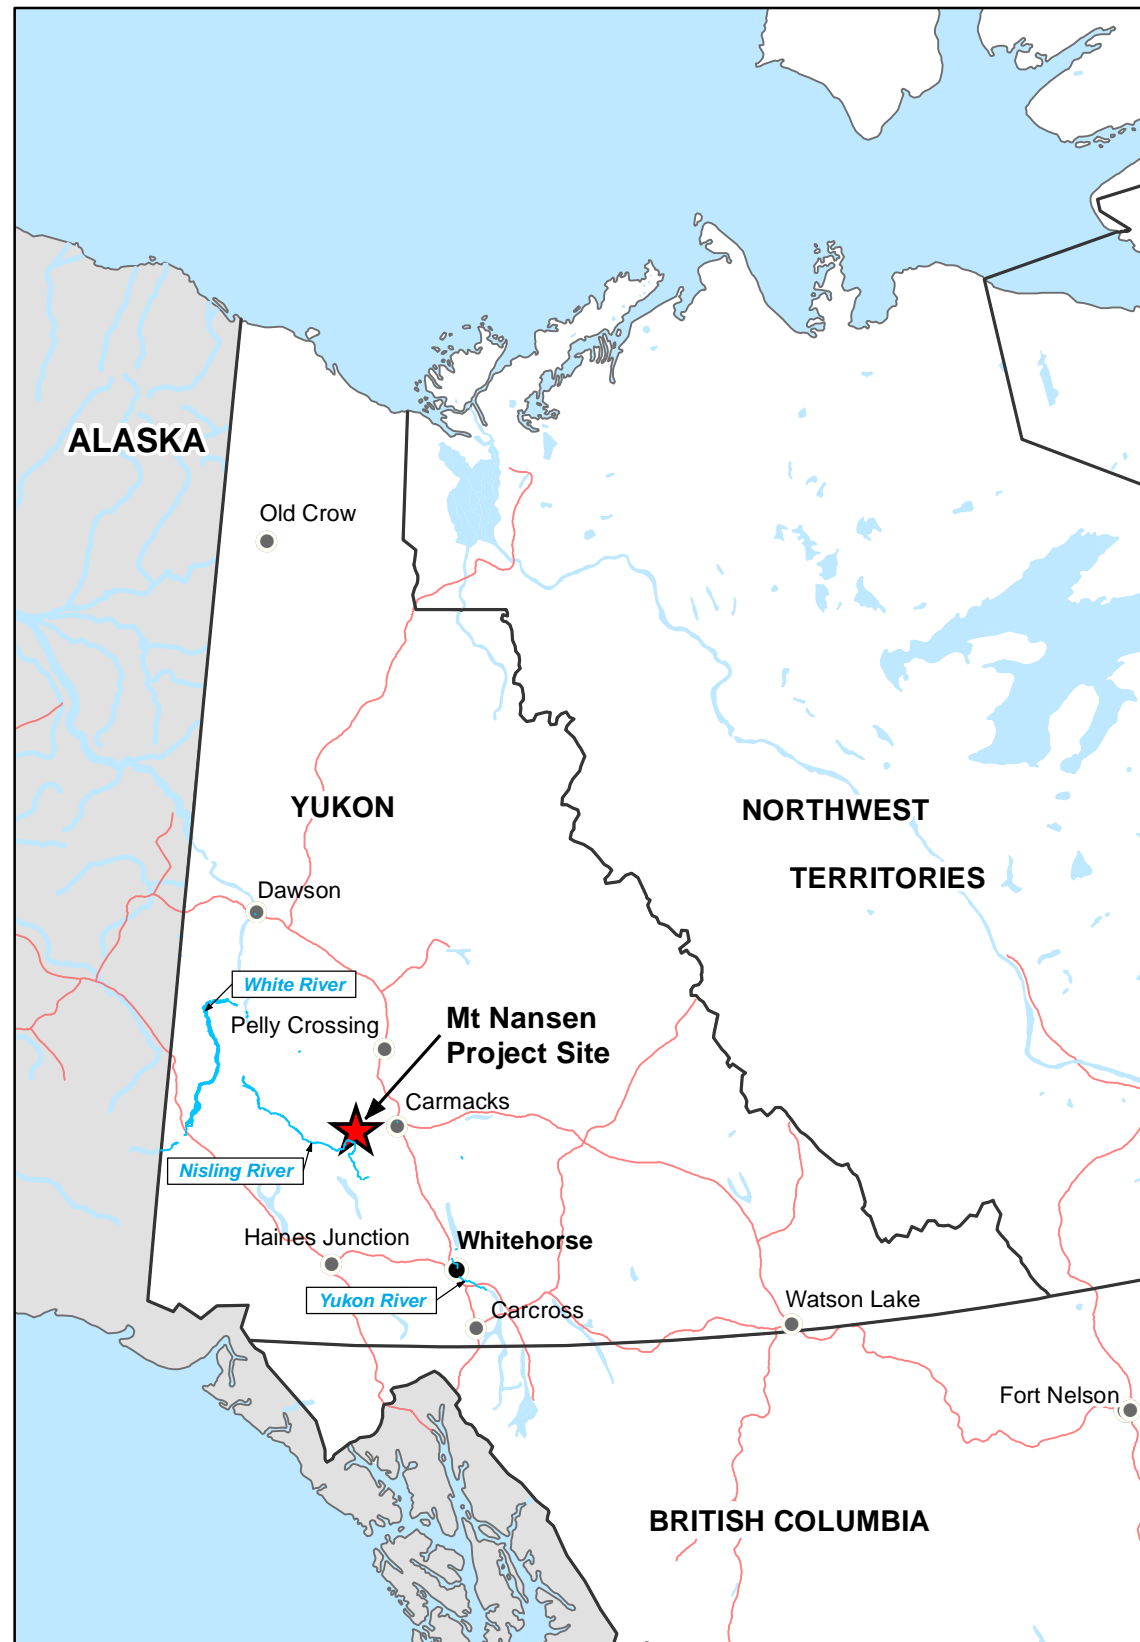 ALASKA
Old Crow
YUKON
NORTHWEST
TERRITORIES
Dawson
White River
Pelly Crossing
Mt Nansen
Project Site
Carmacks
Nisling River
Haines Junction
Whitehorse
Yukon River
Carcross
Watson Lake
Fort Nelson
BRITISH COLUMBIA